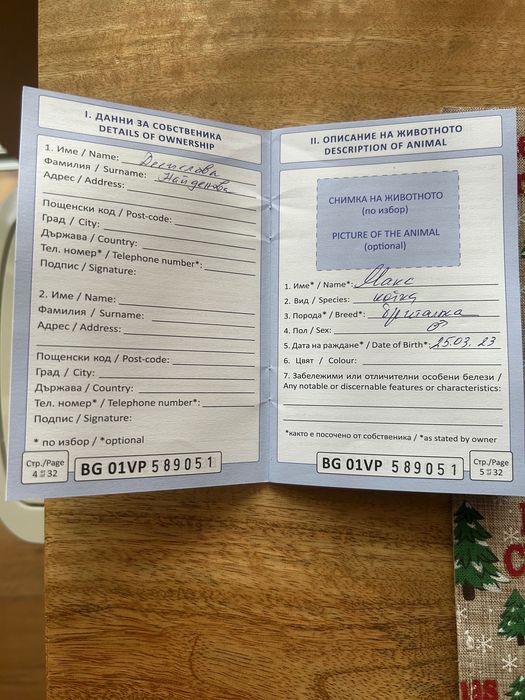 I. ДАННИ ЗА СОБСТВЕНИКА
DETAILS OF OWNERSHIP
1. Име / Name: Денислава
Фамилия / Surname: Найденова
Адрес / Address:
Пощенски код / Post-code:
Град / City:
Държава / Country:
Тел. номер* / Telephone number*:
Подпис / Signature:
2. Име / Name:
Фамилия / Surname:
Адрес / Address:
Пощенски код / Post-code:
Град / City:
Държава / Country:
Тел. номер* / Telephone number*:
Подпис / Signature:
* по избор / *optional
Стр./Page
4 от 32
BG 01VP 589051
II. ОПИСАНИЕ НА ЖИВОТНОТО
DESCRIPTION OF ANIMAL
СНИМКА НА ЖИВОТНОТО
(по избор)
PICTURE OF THE ANIMAL
(optional)
1. Име* / Name*: Макс
2. Вид / Species: котка
3. Порода* / Breed*: Британка
4. Пол / Sex: ♂
5. Дата на раждане* / Date of Birth*: 25.03.23
6. Цвят / Colour:
7. Забележими или отличителни особени белези /
Any notable or discernable features or characteristics:
*както е посочено от собственика / *as stated by owner
BG 01VP 589051
Стр./Page
5 от 32